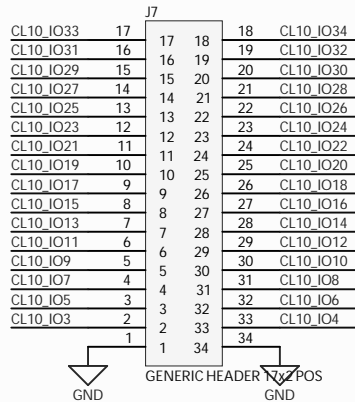 J7
CL10_IO33 17 17 18 18 CL10_IO34
CL10_IO31 16 16 19 19 CL10_IO32
CL10_IO29 15 15 20 20 CL10_IO30
CL10_IO27 14 14 21 21 CL10_IO28
CL10_IO25 13 13 22 22 CL10_IO26
CL10_IO23 12 12 23 23 CL10_IO24
CL10_IO21 11 11 24 24 CL10_IO22
CL10_IO19 10 10 25 25 CL10_IO20
CL10_IO17 9 9 26 26 CL10_IO18
CL10_IO15 8 8 27 27 CL10_IO16
CL10_IO13 7 7 28 28 CL10_IO14
CL10_IO11 6 6 29 29 CL10_IO12
CL10_IO9 5 5 30 30 CL10_IO10
CL10_IO7 4 4 31 31 CL10_IO8
CL10_IO5 3 3 32 32 CL10_IO6
CL10_IO3 2 2 33 33 CL10_IO4
1 1 34 34
GENERIC HEADER 17x2 POS
GND GND